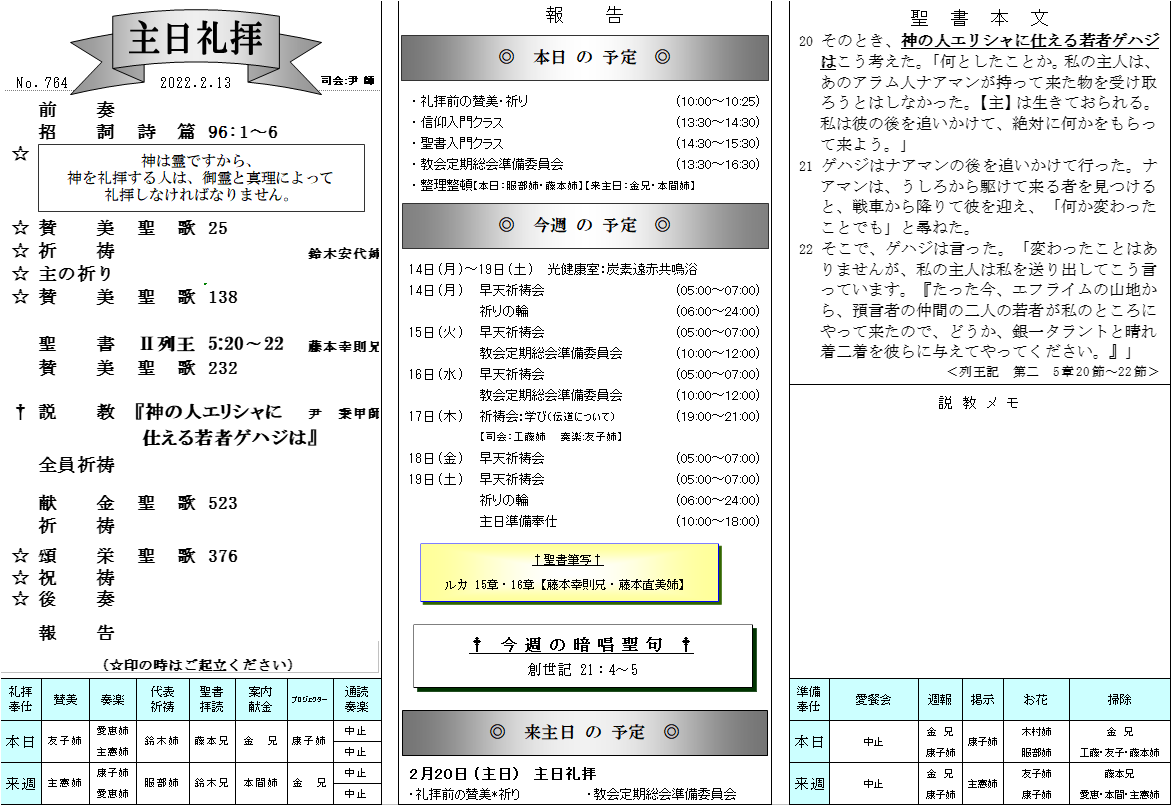 主日礼拝
No. 764
2022.2.13
司会:尹 師
前 奏
招 詞 詩 篇 96:1～6
☆
神は霊ですから、
神を礼拝する人は、御霊と真理によって
礼拝しなければなりません。
☆ 賛 美 聖 歌 25
☆ 祈 祷 鈴木安代姉
☆ 主の祈り
☆ 賛 美 聖 歌 138
聖 書 Ⅱ列王 5:20～22 藤本幸則兄
賛 美 聖 歌 232
† 説 教 『神の人エリシャに 尹 秉甲師
仕える若者ゲハジは』
全員祈祷
献 金 聖 歌 523
祈 祷
☆ 頌 栄 聖 歌 376
☆ 祝 祷
☆ 後 奏
報 告
(☆印の時はご起立ください)
礼拝奉仕 賛美 奏楽 代表祈祷 聖書拝読 案内献金 プロジェクター 通読奏楽
本日 友子姉 愛恵姉 主恵姉 鈴木姉 藤本兄 金 兄 康子姉 中止 中止
来週 主憲姉 康子姉 愛恵姉 服部姉 鈴木兄 本間姉 金 兄 中止 中止
報 告
◎ 本日 の 予定 ◎
・礼拝前の賛美・祈り (10:00～10:25)
・信仰入門クラス (13:30～14:30)
・聖書入門クラス (14:30～15:30)
・教会定期総会準備委員会 (13:30～16:30)
・整理整頓【本日：服部姉・藤本姉】【来主日：金兄・本間姉】
◎ 今週 の 予定 ◎
14日(月)～19日(土) 光健康室:炭素遠赤共鳴浴
14日(月) 早天祈祷会 (05:00～07:00)
祈りの輪 (06:00～24:00)
15日(火) 早天祈祷会 (05:00～07:00)
教会定期総会準備委員会 (10:00～12:00)
16日(水) 早天祈祷会 (05:00～07:00)
教会定期総会準備委員会 (10:00～12:00)
17日(木) 祈祷会:学び(伝道について) (19:00～21:00)
【司会：工藤姉 奏楽:友子姉】
18日(金) 早天祈祷会 (05:00～07:00)
19日(土) 早天祈祷会 (05:00～07:00)
祈りの輪 (06:00～24:00)
主日準備奉仕 (10:00～18:00)
†聖書筆写†
ルカ 15章・16章【藤本幸則兄・藤本直美姉】
✝ 今週の暗唱聖句 ✝
創世記 21：4～5
◎ 来主日 の 予定 ◎
2月20日(主日) 主日礼拝
・礼拝前の賛美*祈り ・教会定期総会準備委員会
聖書本文
20 そのとき、神の人エリシャに仕える若者ゲハジ
はこう考えた。「何としたことか。私の主人は、
あのアラム人ナアマンが持って来た物を受け取
ろうとはしなかった。【主】は生きておられる。
私は彼の後を追いかけて、絶対に何かをもらっ
て来よう。」
21 ゲハジはナアマンの後を追いかけて行った。ナ
アマンは、うしろから駆けて来る者を見つける
と、戦車から降りて彼を迎え、「何か変わった
ことでも」と尋ねた。
22 そこで、ゲハジは言った。「変わったことはあ
りませんが、私の主人は私を送り出してこう言
っています。『たった今、エフライムの山地か
ら、預言者の仲間の二人の若者が私のところに
やって来たので、どうか、銀一タラントと晴れ
着二着を彼らに与えてやってください。』」
＜列王記 第二 5章20節～22節＞
説教メモ
準備奉仕 愛餐会 週報 掲示 お花 掃除
本日 中止 金 兄 康子姉 康子姉 木村姉 服部姉 金 兄 工藤・友子・藤本姉
来週 中止 金 兄 康子姉 主憲姉 友子姉 康子姉 藤本兄 愛恵・本間・主憲姉